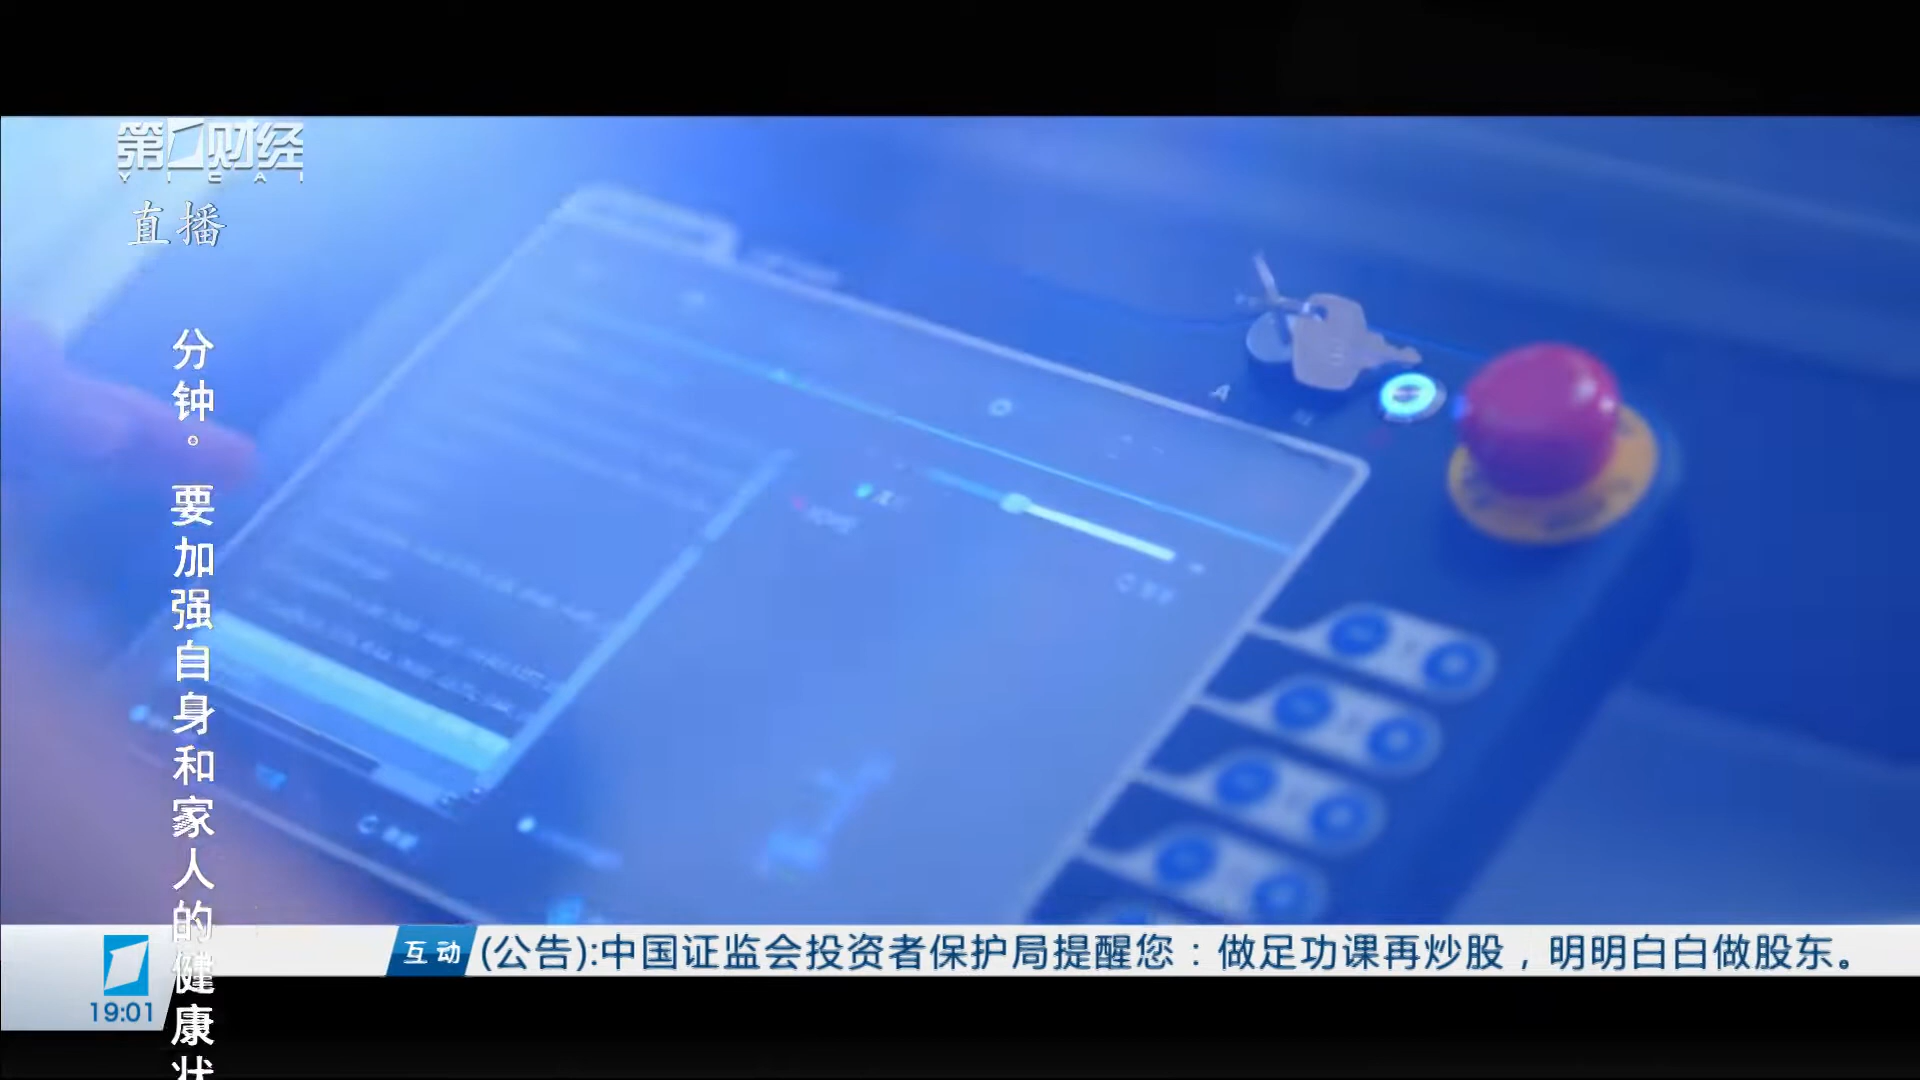 第一财经
YICAI
直播
分钟。要加强自身和家人的健康状
互动 (公告):中国证监会投资者保护局提醒您：做足功课再炒股，明明白白做股东。
19:01